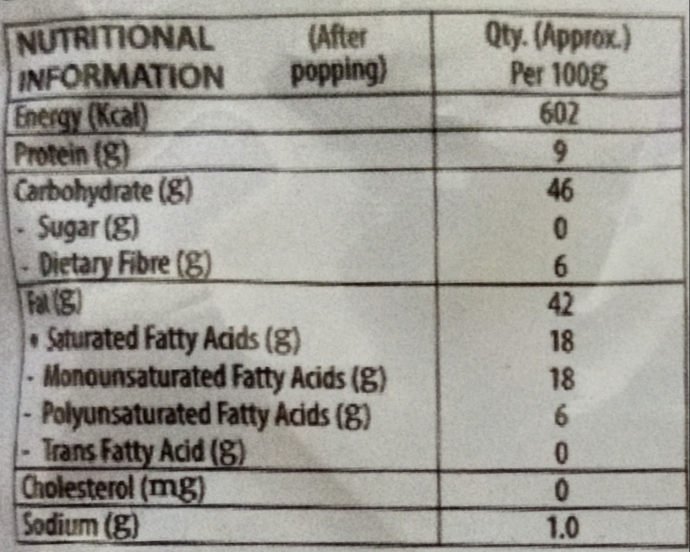 NUTRITIONAL (After Qty. (Approx.)
INFORMATION popping) Per 100g
Energy (Kcal) 602
Protein (g) 9
Carbohydrate (g) 46
- Sugar (g) 0
- Dietary Fibre (g) 6
Fat (g) 42
• Saturated Fatty Acids (g) 18
- Monounsaturated Fatty Acids (g) 18
- Polyunsaturated Fatty Acids (g) 6
- Trans Fatty Acid (g) 0
Cholesterol (mg) 0
Sodium (g) 1.0